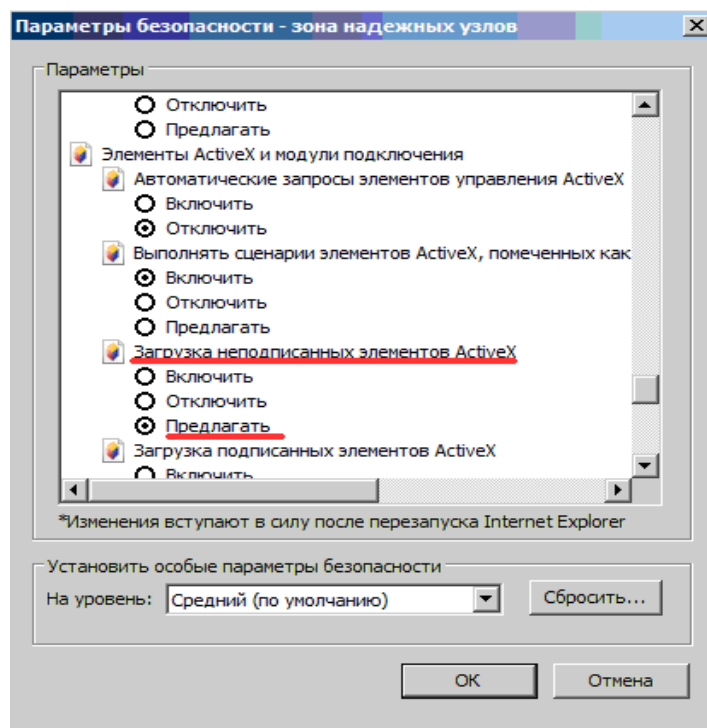 Параметры безопасности - зона надежных узлов
Параметры
Отключить
Предлагать
Элементы ActiveX и модули подключения
Автоматические запросы элементов управления ActiveX
Включить
Отключить
Выполнять сценарии элементов ActiveX, помеченных как
Включить
Отключить
Предлагать
Загрузка неподписанных элементов ActiveX
Включить
Отключить
Предлагать
Загрузка подписанных элементов ActiveX
Включить
*Изменения вступают в силу после перезапуска Internet Explorer
Установить особые параметры безопасности
На уровень: Средний (по умолчанию) Сбросить...
ОК Отмена